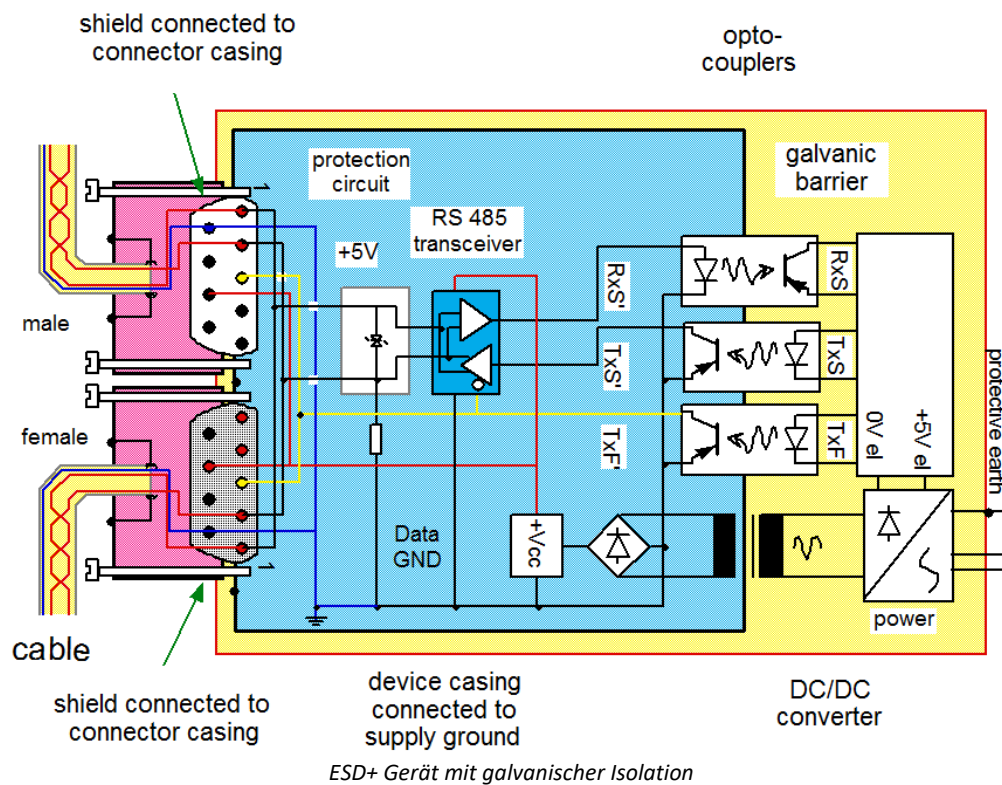 shield connected to
connector casing
opto-
couplers
1
protection
circuit
galvanic
barrier
RS 485
transceiver
+5V
RxS'
RxS
male
TxS'
TxS
protective earth
female
TxF'
TxF
0V el
+5V el
Data
GND
+Vcc
1
power
cable
shield connected to
connector casing
device casing
connected to
supply ground
DC/DC
converter
ESD+ Gerät mit galvanischer Isolation